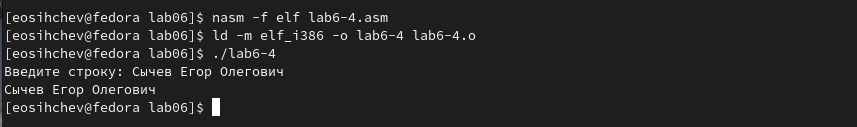 [eosihchev@fedora lab06]$ nasm -f elf lab6-4.asm
[eosihchev@fedora lab06]$ ld -m elf_i386 -o lab6-4 lab6-4.o
[eosihchev@fedora lab06]$ ./lab6-4
Введите строку: Сычев Егор Олегович
Сычев Егор Олегович
[eosihchev@fedora lab06]$